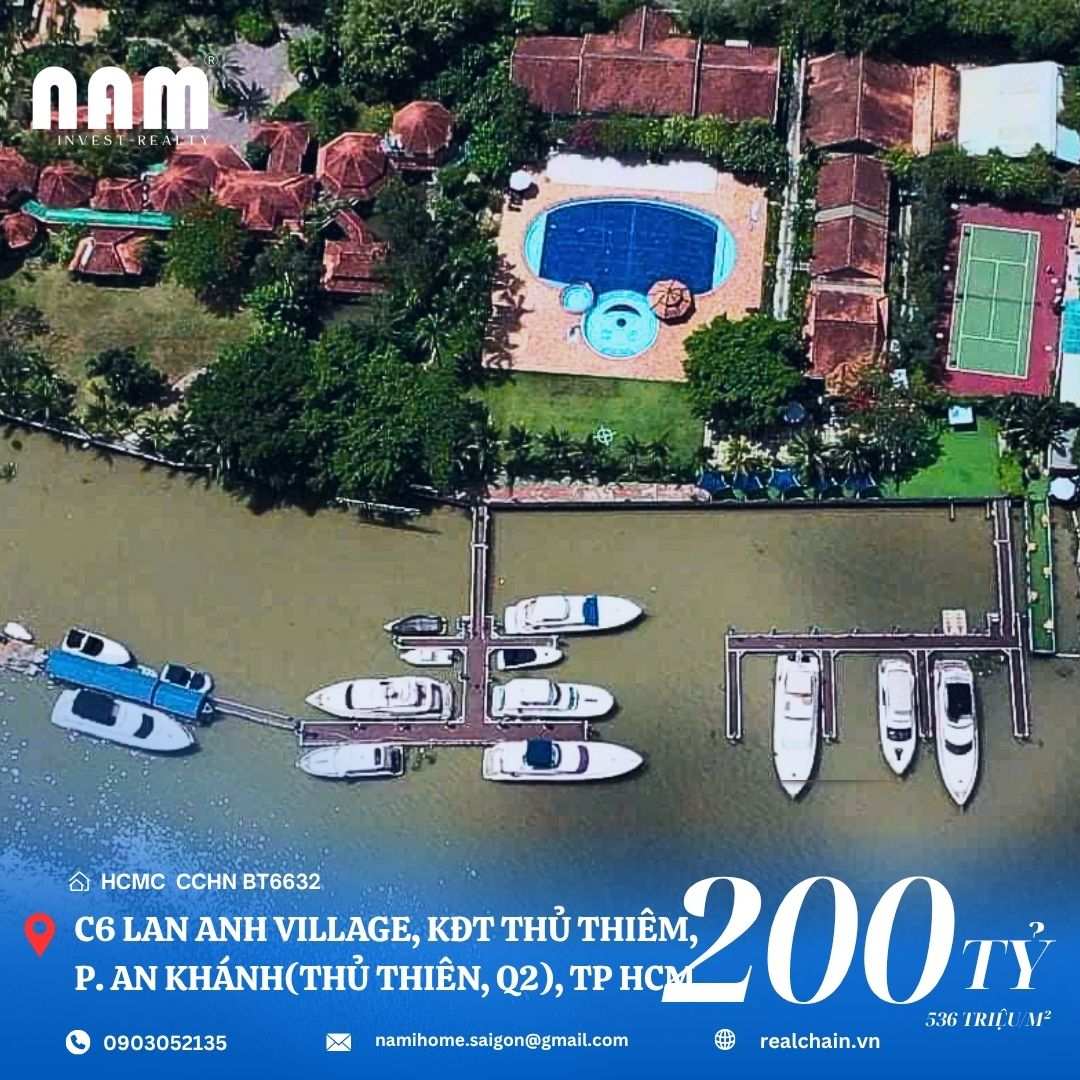 NAM®
INVEST-REALTY
HCMC CCHN BT6632
C6 LAN ANH VILLAGE, KĐT THỦ THIÊM,
P. AN KHÁNH(THỦ THIÊN, Q2), TP HCM
200 TỶ
536 TRIỆU/M²
0903052135
namihome.saigon@gmail.com
realchain.vn